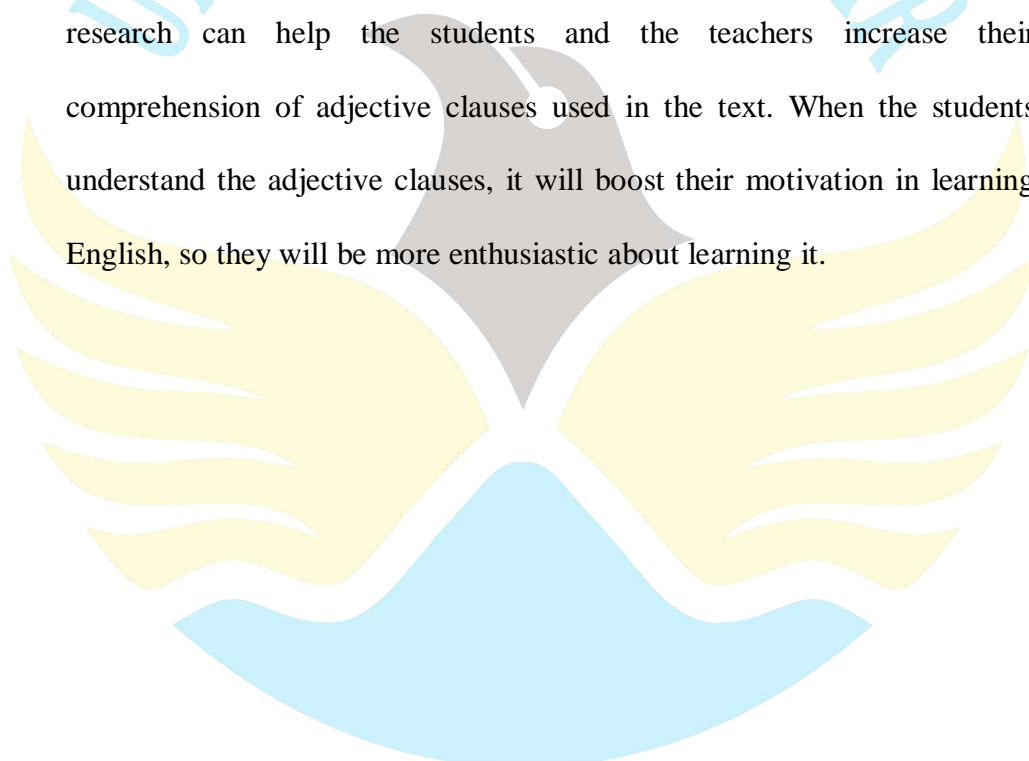 research can help the students and the teachers increase their
comprehension of adjective clauses used in the text. When the students
understand the adjective clauses, it will boost their motivation in learning
English, so they will be more enthusiastic about learning it.